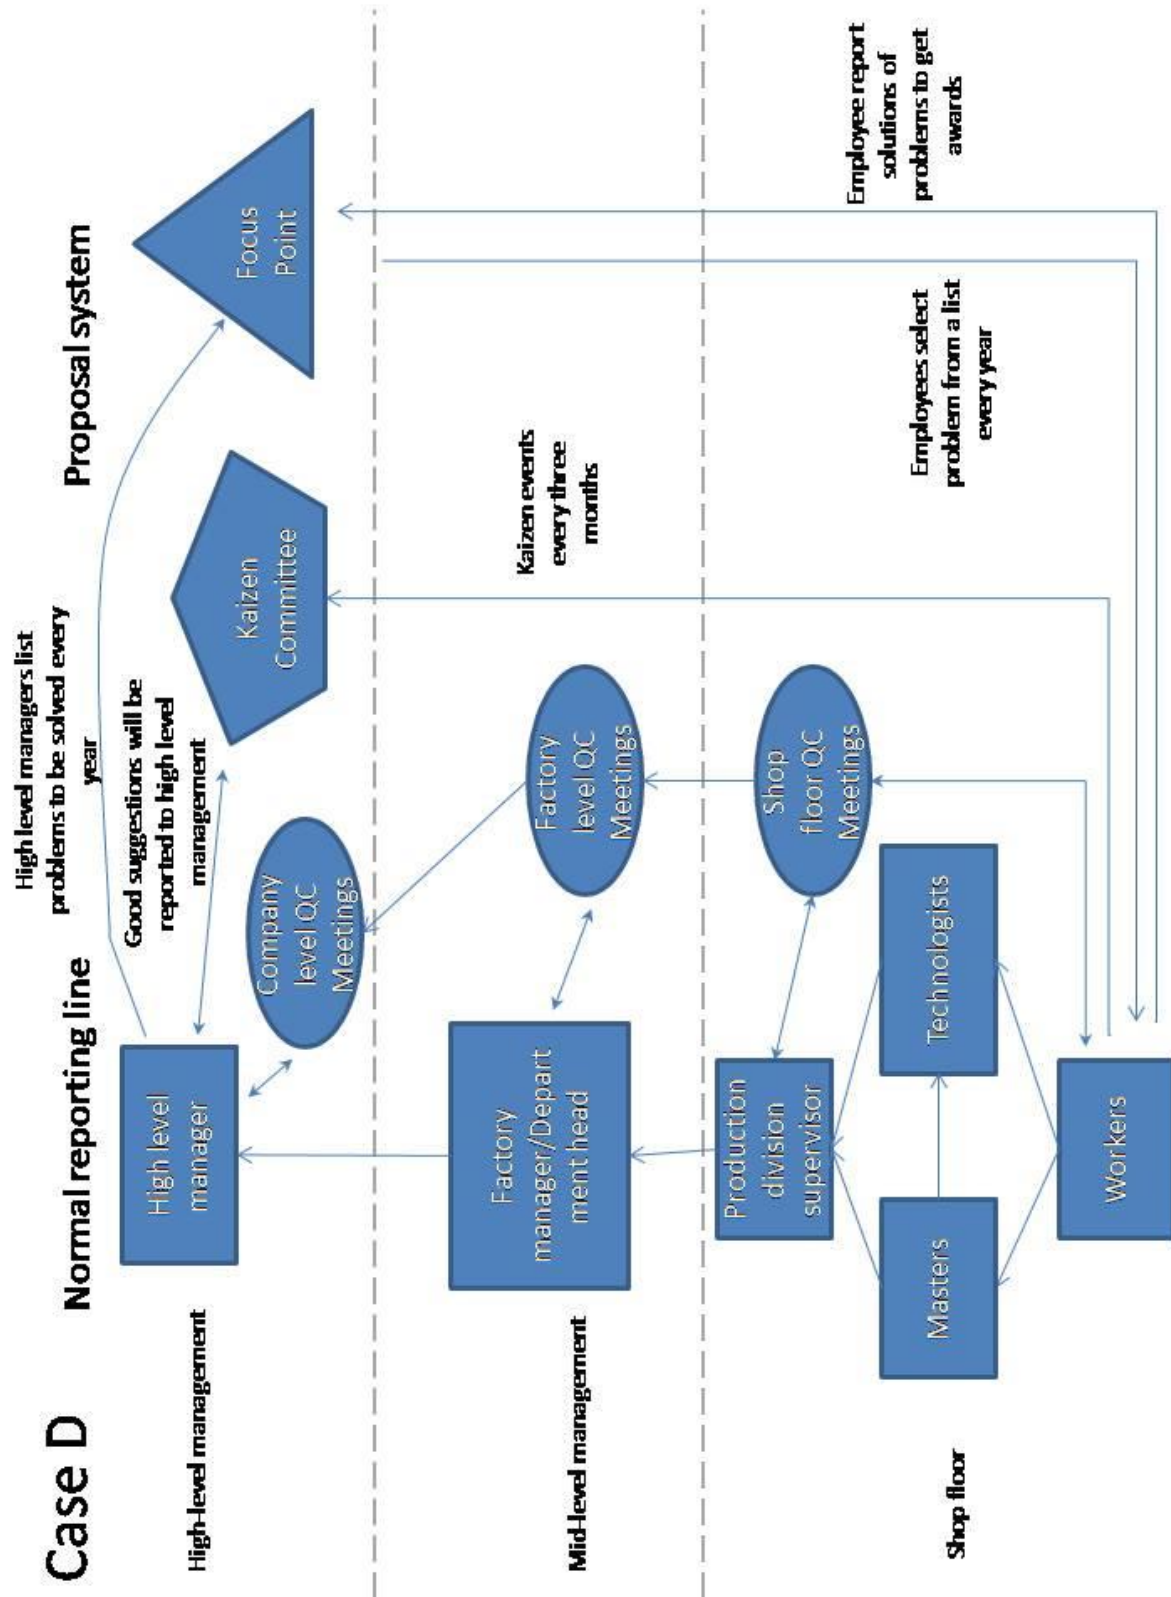 Case D
Normal reporting line
Proposal system
High level managers list
problems to be solved every
year
Good suggestions will be
reported to high level
management
High-level management
High level
manager
Company
level QC
Meetings
Kaizen
Committee
Focus
Point
Mid-level management
Factory
manager/Depart
ment head
Factory
level QC
Meetings
Kaizen events
every three
months
Shop floor
Production
division
supervisor
Shop
floor QC
Meetings
Masters
Technologists
Workers
Employees select
problem from a list
every year
Employee report
solutions of
problems to get
awards